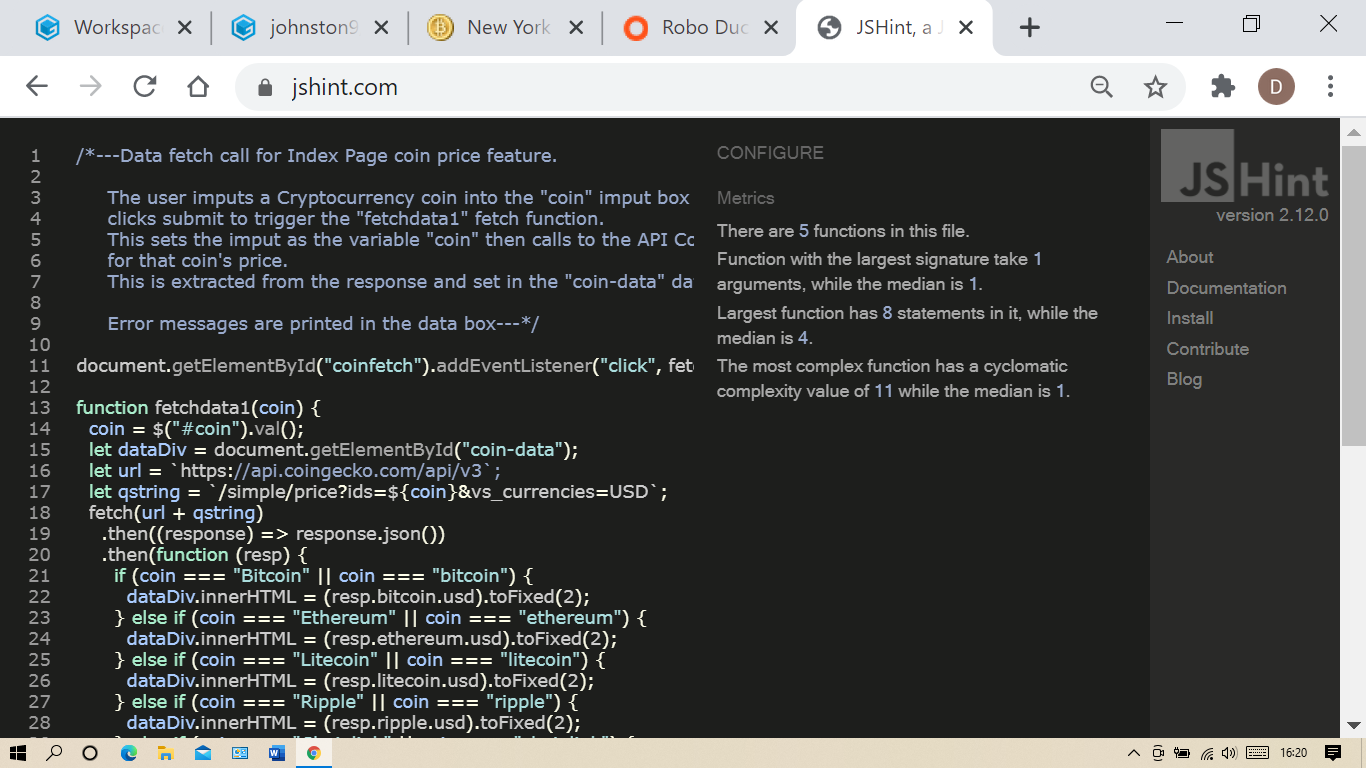 Workspac
johnston9
New York
Robo Duc
JSHint, a J
jshint.com
D
1 /*---Data fetch call for Index Page coin price feature.
2
3 The user imputs a Cryptocurrency coin into the "coin" imput box
4 clicks submit to trigger the "fetchdata1" fetch function.
5 This sets the imput as the variable "coin" then calls to the API Co
6 for that coin's price.
7 This is extracted from the response and set in the "coin-data" da
8
9 Error messages are printed in the data box---*/
10
11 document.getElementById("coinfetch").addEventListener("click", fet
12
13 function fetchdata1(coin) {
14 coin = $("#coin").val();
15 let dataDiv = document.getElementById("coin-data");
16 let url = `https://api.coingecko.com/api/v3`;
17 let qstring = `/simple/price?ids=${coin}&vs_currencies=USD`;
18 fetch(url + qstring)
19 .then((response) => response.json())
20 .then(function (resp) {
21 if (coin === "Bitcoin" || coin === "bitcoin") {
22 dataDiv.innerHTML = (resp.bitcoin.usd).toFixed(2);
23 } else if (coin === "Ethereum" || coin === "ethereum") {
24 dataDiv.innerHTML = (resp.ethereum.usd).toFixed(2);
25 } else if (coin === "Litecoin" || coin === "litecoin") {
26 dataDiv.innerHTML = (resp.litecoin.usd).toFixed(2);
27 } else if (coin === "Ripple" || coin === "ripple") {
28 dataDiv.innerHTML = (resp.ripple.usd).toFixed(2);
CONFIGURE
Metrics
There are 5 functions in this file.
Function with the largest signature take 1
arguments, while the median is 1.
Largest function has 8 statements in it, while the
median is 4.
The most complex function has a cyclomatic
complexity value of 11 while the median is 1.
JSHint
version 2.12.0
About
Documentation
Install
Contribute
Blog
16:20